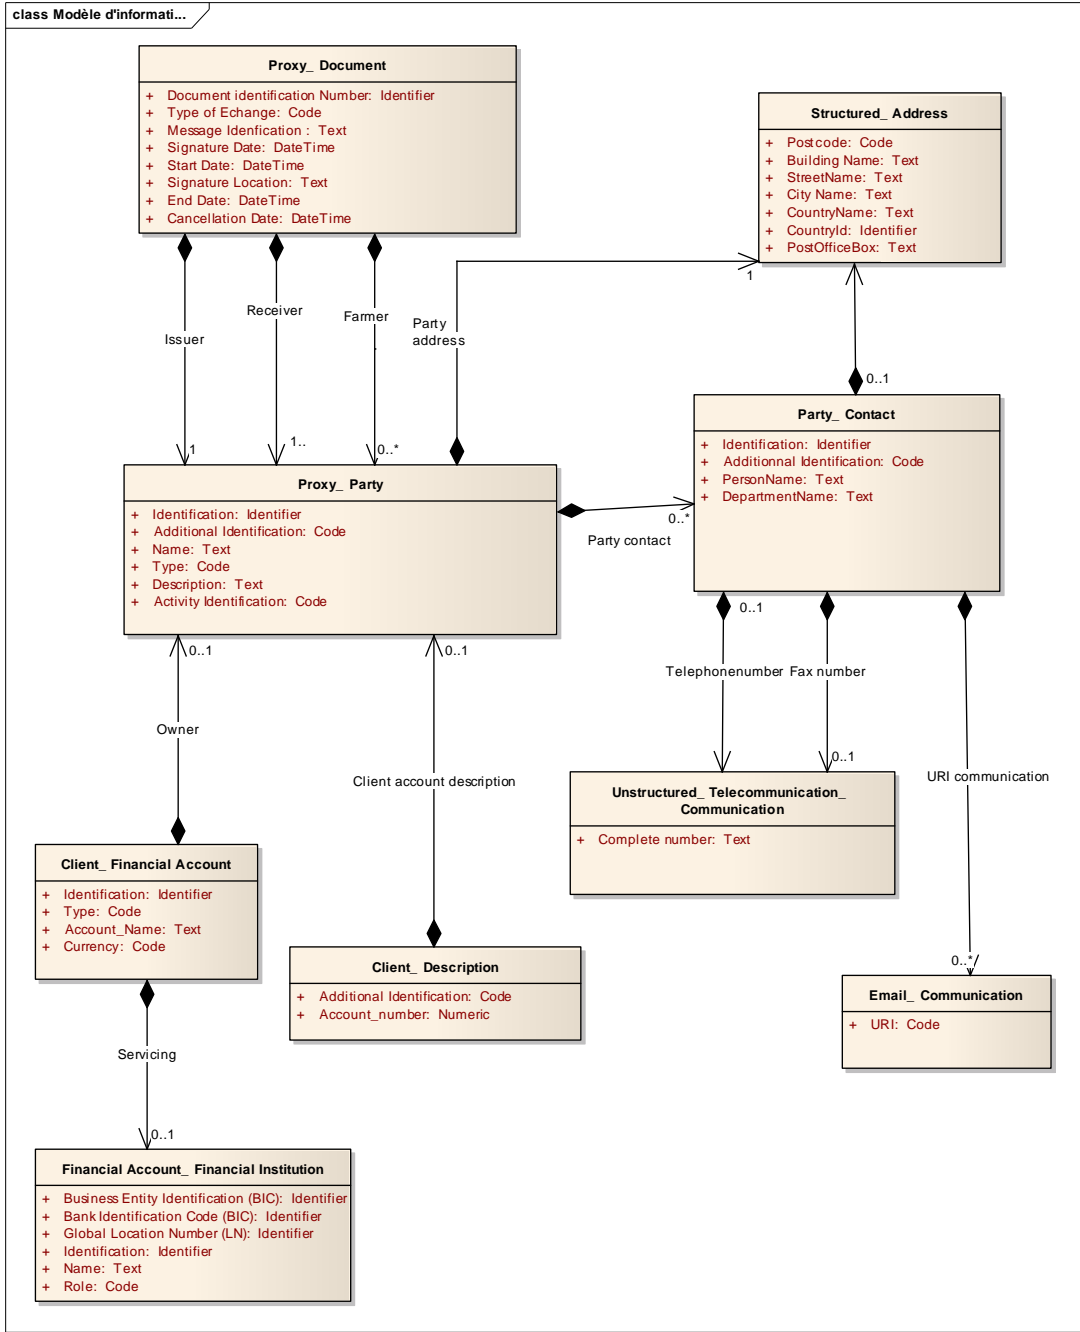 class Modèle d'informati...
Proxy_ Document
+ Document identification Number: Identifier
+ Type of Echange: Code
+ Message Idenfication : Text
+ Signature Date: DateTime
+ Start Date: DateTime
+ Signature Location: Text
+ End Date: DateTime
+ Cancellation Date: DateTime
Structured_ Address
+ Postcode: Code
+ Building Name: Text
+ StreetName: Text
+ City Name: Text
+ CountryName: Text
+ CountryId: Identifier
+ PostOfficeBox: Text
Issuer
Receiver
Farmer
Party
address
1
0..1
1
1..
0..*
Party_ Contact
+ Identification: Identifier
+ Additionnal Identification: Code
+ PersonName: Text
+ DepartmentName: Text
Proxy_ Party
+ Identification: Identifier
+ Additional Identification: Code
+ Name: Text
+ Type: Code
+ Description: Text
+ Activity Identification: Code
0..*
Party contact
0..1
0..1
0..1
Telephonenumber
Fax number
Owner
Client account description
0..1
URI communication
Unstructured_ Telecommunication_
Communication
+ Complete number: Text
Client_ Financial Account
+ Identification: Identifier
+ Type: Code
+ Account_Name: Text
+ Currency: Code
Client_ Description
+ Additional Identification: Code
+ Account_number: Numeric
0..*
Email_ Communication
+ URI: Code
Servicing
0..1
Financial Account_ Financial Institution
+ Business Entity Identification (BIC): Identifier
+ Bank Identification Code (BIC): Identifier
+ Global Location Number (LN): Identifier
+ Identification: Identifier
+ Name: Text
+ Role: Code